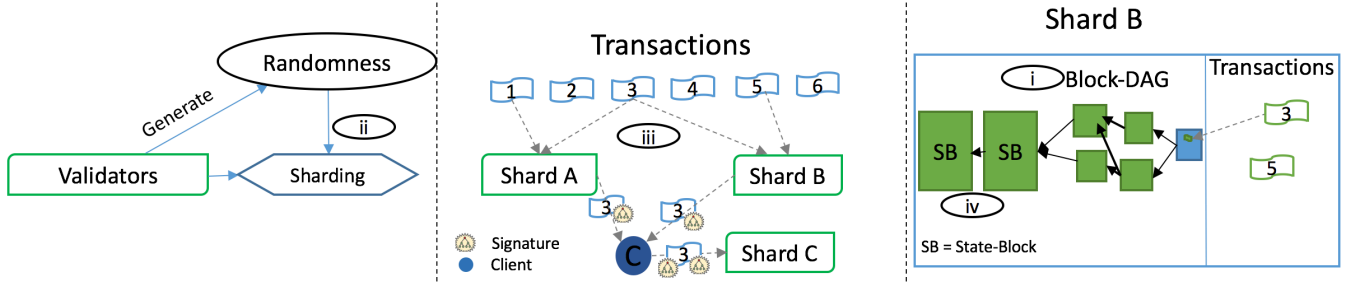 Randomness
Generate
ii
Validators
Sharding
Transactions
1 2 3 4 5 6
iii
Shard A
Shard B
3
3
C
3
Shard C
Signature
Client
Shard B
i
Block-DAG
Transactions
SB
SB
3
5
iv
SB = State-Block